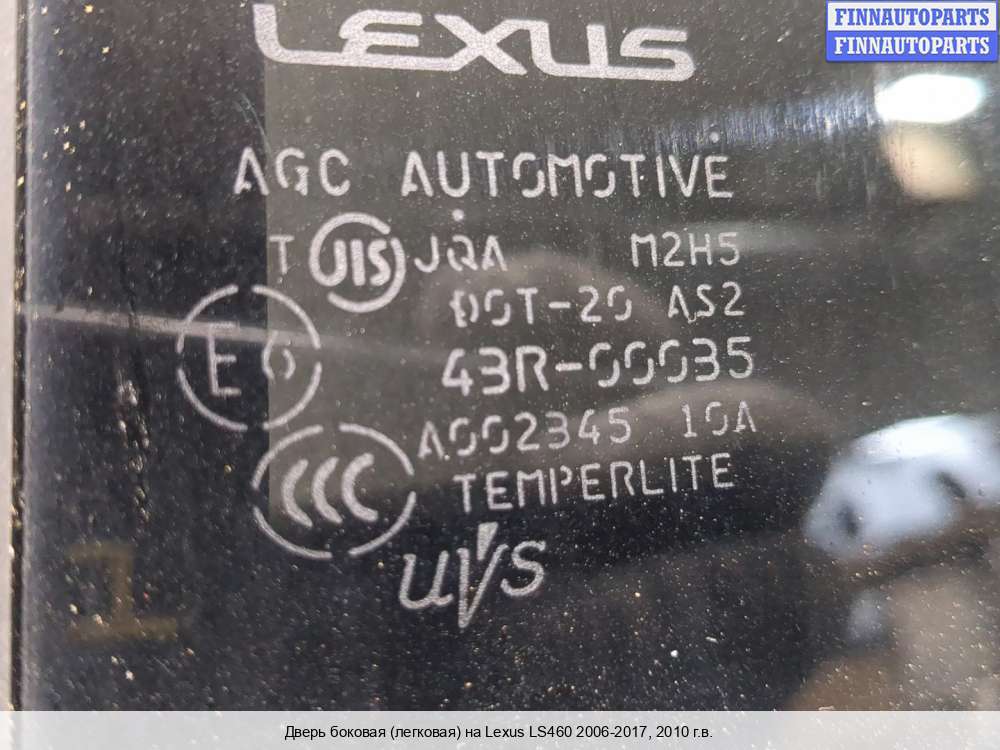 FINNAUTOPARTS
FINNAUTOPARTS
LEXUS
AGC AUTOMOTIVE
T JIS JQA M2H5
DOT-20 AS2
E6
43R-00035
A002345 10A
CCC
TEMPERLITE
UVS
Дверь боковая (легковая) на Lexus LS460 2006-2017, 2010 г.в.